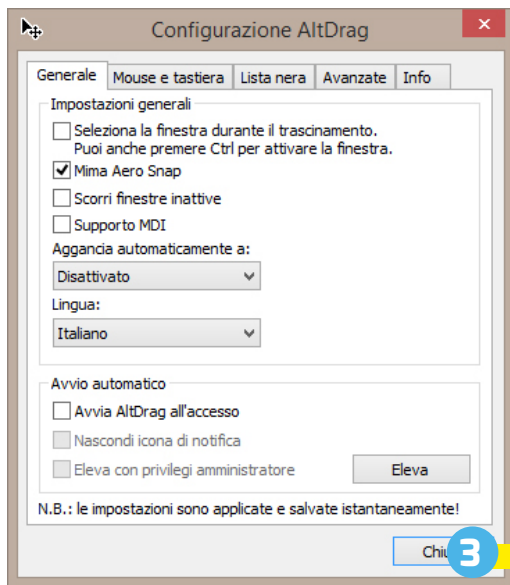 Configurazione AltDrag
Generale Mouse e tastiera Lista nera Avanzate Info
Impostazioni generali
Seleziona la finestra durante il trascinamento.
Puoi anche premere Ctrl per attivare la finestra.
Mima Aero Snap
Scorri finestre inattive
Supporto MDI
Aggancia automaticamente a:
Disattivato
Lingua:
Italiano
Avvio automatico
Avvia AltDrag all'accesso
Nascondi icona di notifica
Eleva con privilegi amministratore
Eleva
N.B.: le impostazioni sono applicate e salvate istantaneamente!
3